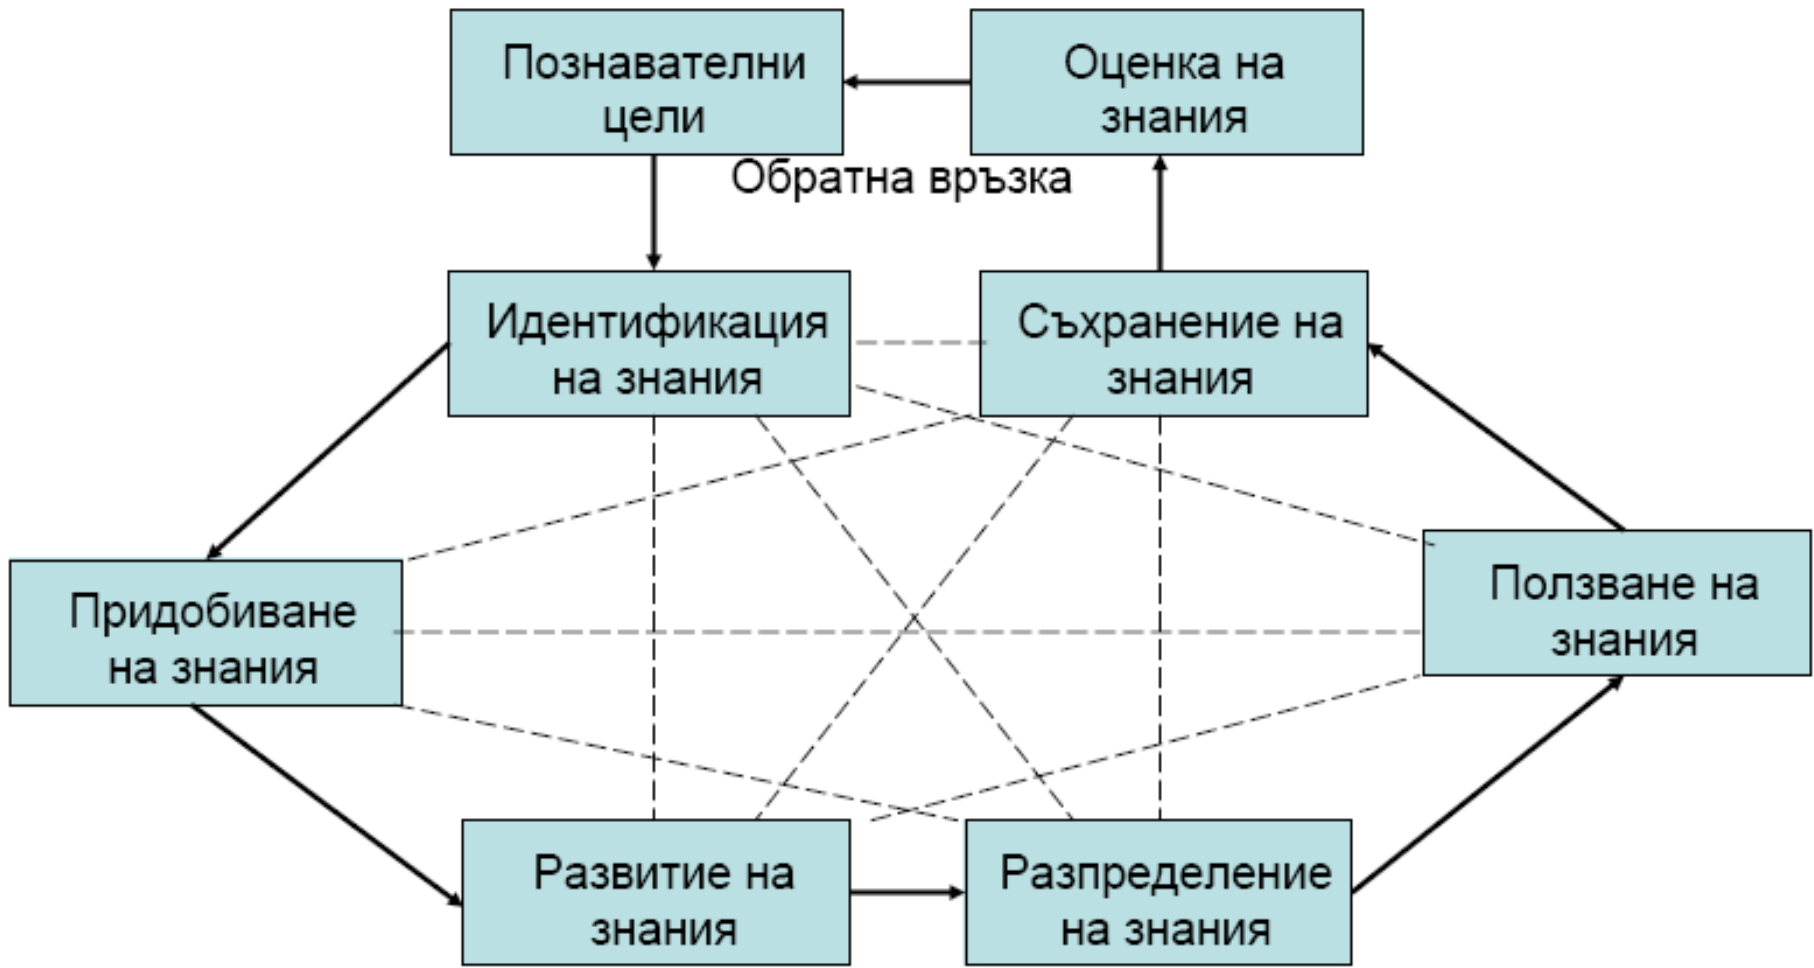 Познавателни
цели
Оценка на
знания
Обратна връзка
Идентификация
на знания
Съхранение на
знания
Придобиване
на знания
Ползване на
знания
Развитие на
знания
Разпределение
на знания